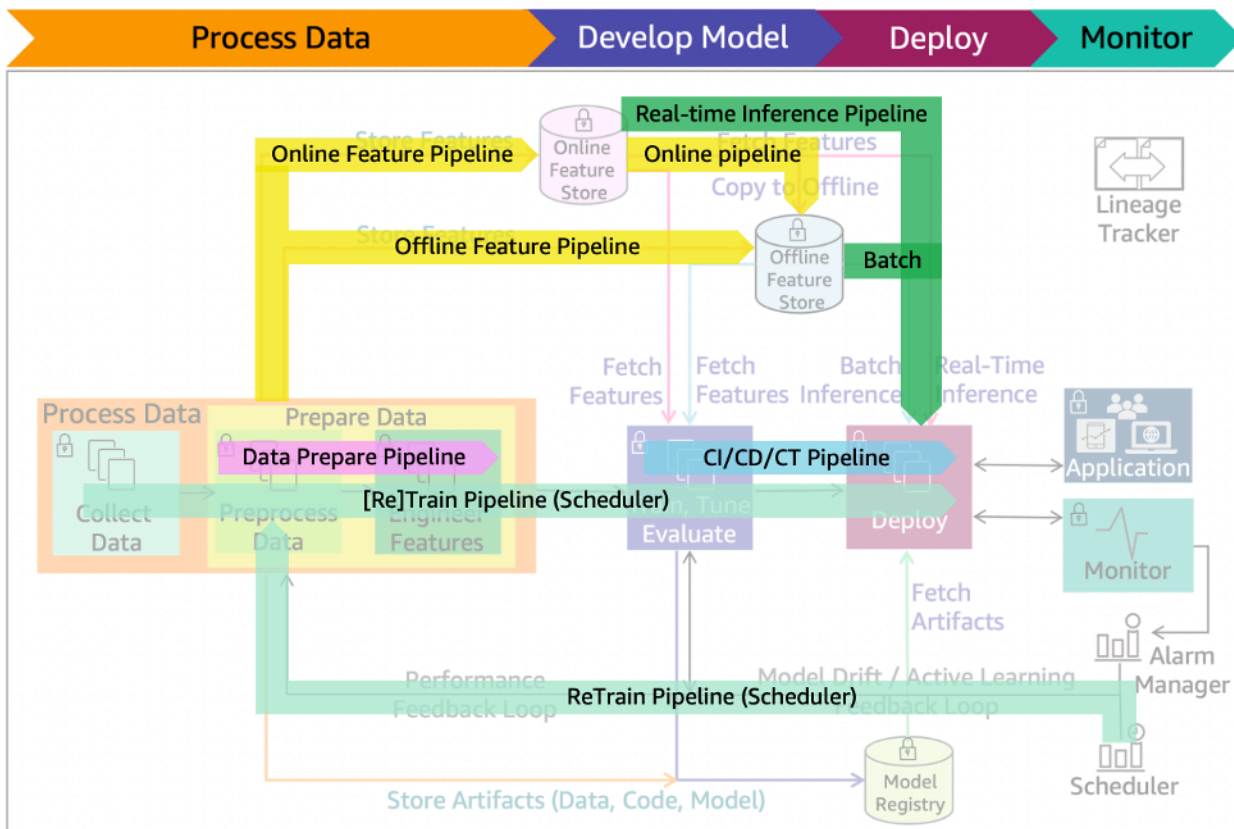 Process Data
Develop Model
Deploy
Monitor
Real-time Inference Pipeline
Store Features
Online Feature Pipeline
Online
Feature
Store
Fetch Features
Online pipeline
Copy to Offline
Lineage
Tracker
Store Features
Offline Feature Pipeline
Offline
Feature
Store
Batch
Fetch
Features
Fetch
Features
Batch
Inference
Real-Time
Inference
Process Data
Prepare Data
Data Prepare Pipeline
CI/CD/CT Pipeline
Application
[Re]Train Pipeline (Scheduler)
Collect
Data
Preprocess
Data
Engineer
Features
Tune
Evaluate
Deploy
Monitor
Fetch
Artifacts
Alarm
Manager
Performance
Feedback Loop
Model Drift / Active Learning
Feedback Loop
ReTrain Pipeline (Scheduler)
Model
Registry
Scheduler
Store Artifacts (Data, Code, Model)